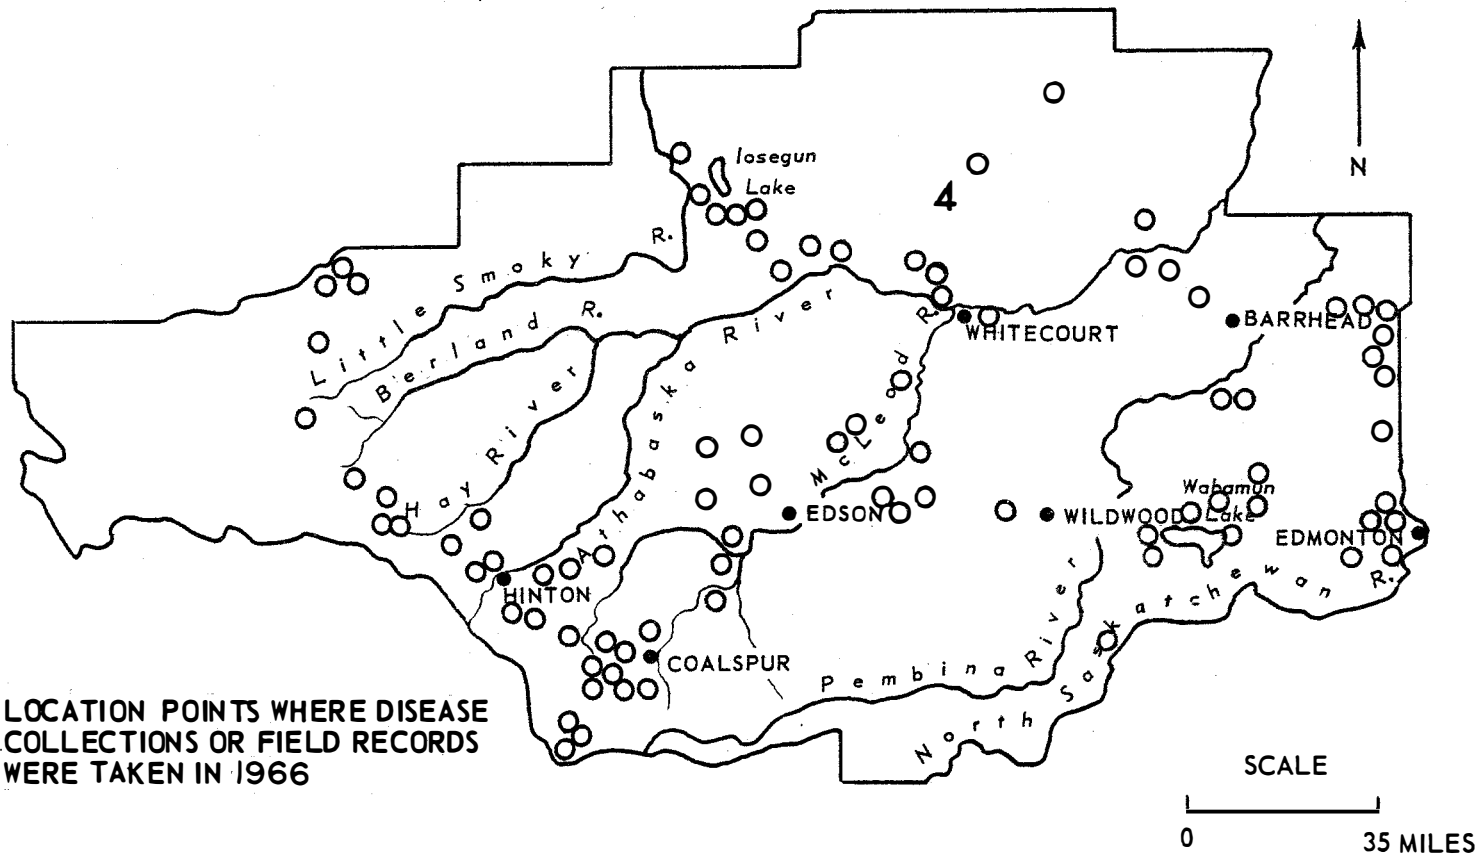 Iosegun
Lake
N
4
Little Smoky R.
Berland R.
Hay River
Athabaska River
McLeod R.
WHITECOURT
BARRHEAD
EDSON
WILDWOOD
Wabamun
Lake
EDMONTON
HINTON
COALSPUR
Pembina River
North Saskatchewan R.
LOCATION POINTS WHERE DISEASE
COLLECTIONS OR FIELD RECORDS
WERE TAKEN IN 1966
SCALE
0 35 MILES